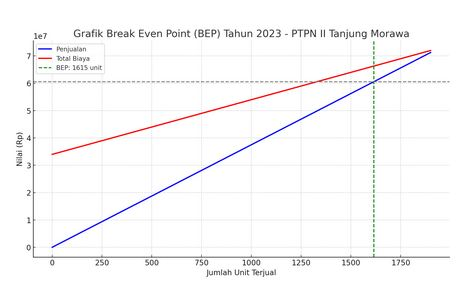 Grafik Break Even Point (BEP) Tahun 2023 - PTPN II Tanjung Morawa
1e7
Penjualan
Total Biaya
BEP: 1615 unit
7
6
5
4
3
2
1
0
Nilai (Rp)
0 250 500 750 1000 1250 1500 1750
Jumlah Unit Terjual